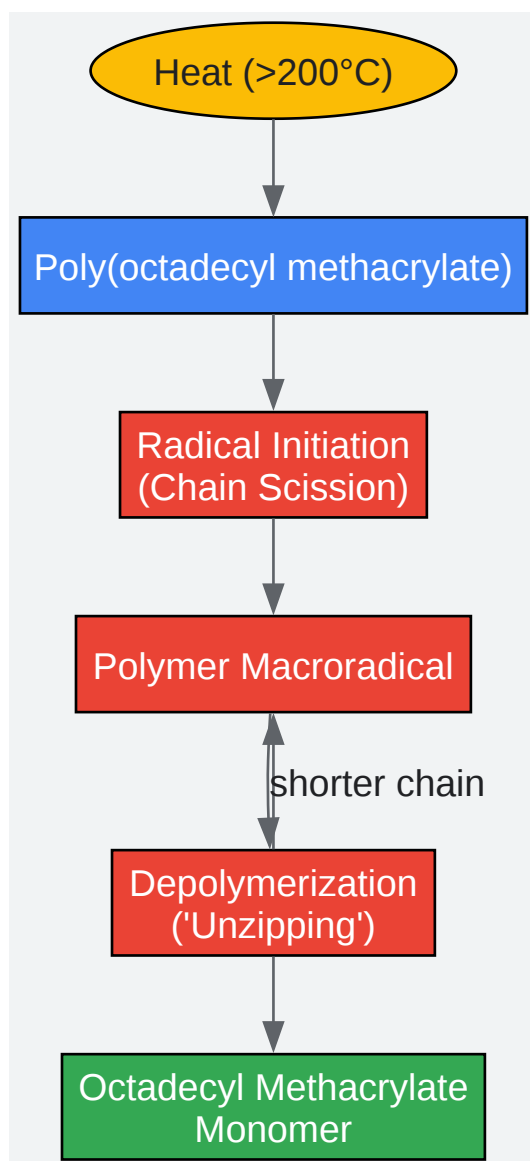 Heat (>200°C)
Poly(octadecyl methacrylate)
Radical Initiation
(Chain Scission)
Polymer Macroradical
shorter chain
Depolymerization
('Unzipping')
Octadecyl Methacrylate
Monomer